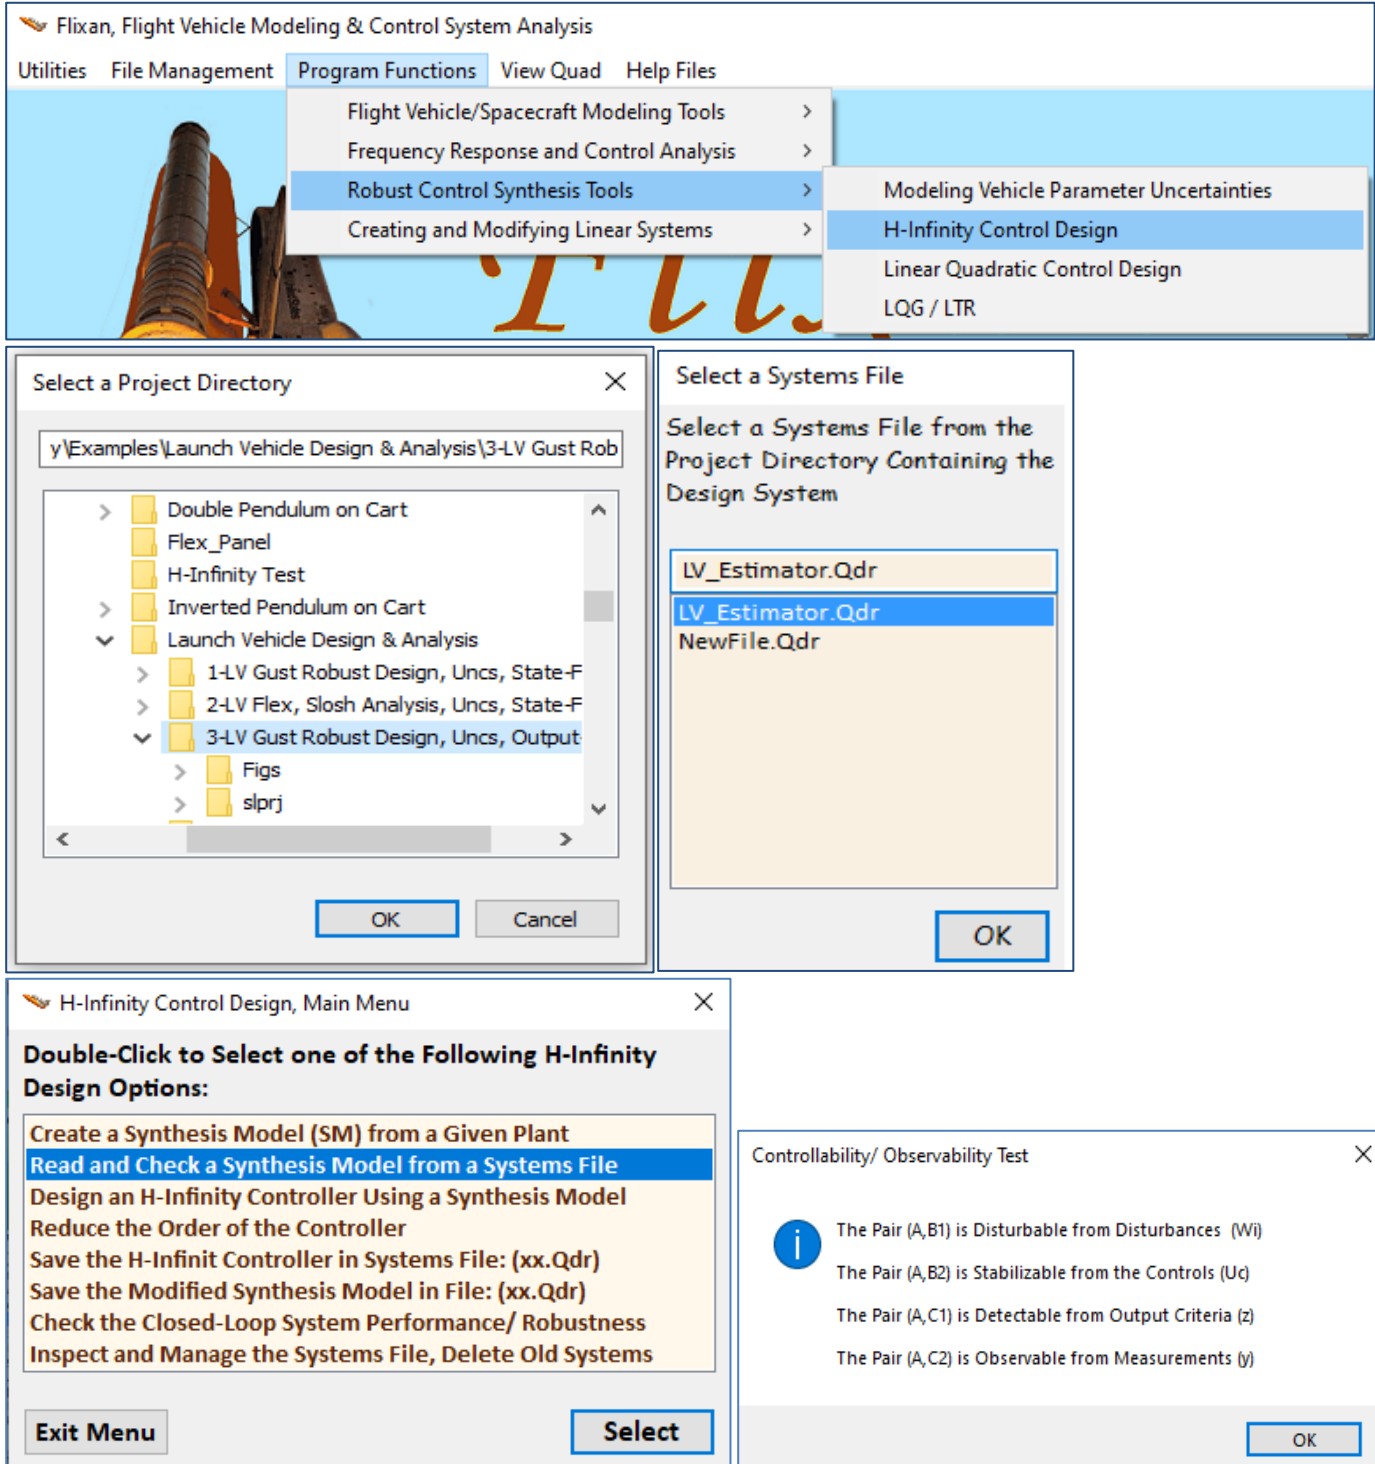 Flixan, Flight Vehicle Modeling & Control System Analysis
Utilities File Management Program Functions View Quad Help Files
Flight Vehicle/Spacecraft Modeling Tools
Frequency Response and Control Analysis
Robust Control Synthesis Tools
Creating and Modifying Linear Systems
Modeling Vehicle Parameter Uncertainties
H-Infinity Control Design
Linear Quadratic Control Design
LQG / LTR
Select a Project Directory
y\Examples\Launch Vehicle Design & Analysis\3-LV Gust Rob
Double Pendulum on Cart
Flex_Panel
H-Infinity Test
Inverted Pendulum on Cart
Launch Vehicle Design & Analysis
1-LV Gust Robust Design, Uncs, State-F
2-LV Flex, Slosh Analysis, Uncs, State-F
3-LV Gust Robust Design, Uncs, Output-
Figs
slprj
OK Cancel
Select a Systems File
Select a Systems File from the
Project Directory Containing the
Design System
LV_Estimator.Qdr
LV_Estimator.Qdr
NewFile.Qdr
OK
H-Infinity Control Design, Main Menu
Double-Click to Select one of the Following H-Infinity
Design Options:
Create a Synthesis Model (SM) from a Given Plant
Read and Check a Synthesis Model from a Systems File
Design an H-Infinity Controller Using a Synthesis Model
Reduce the Order of the Controller
Save the H-Infinit Controller in Systems File: (xx.Qdr)
Save the Modified Synthesis Model in File: (xx.Qdr)
Check the Closed-Loop System Performance/ Robustness
Inspect and Manage the Systems File, Delete Old Systems
Exit Menu Select
Controllability/ Observability Test
The Pair (A,B1) is Disturbable from Disturbances (Wi)
The Pair (A,B2) is Stabilizable from the Controls (Uc)
The Pair (A,C1) is Detectable from Output Criteria (z)
The Pair (A,C2) is Observable from Measurements (y)
OK